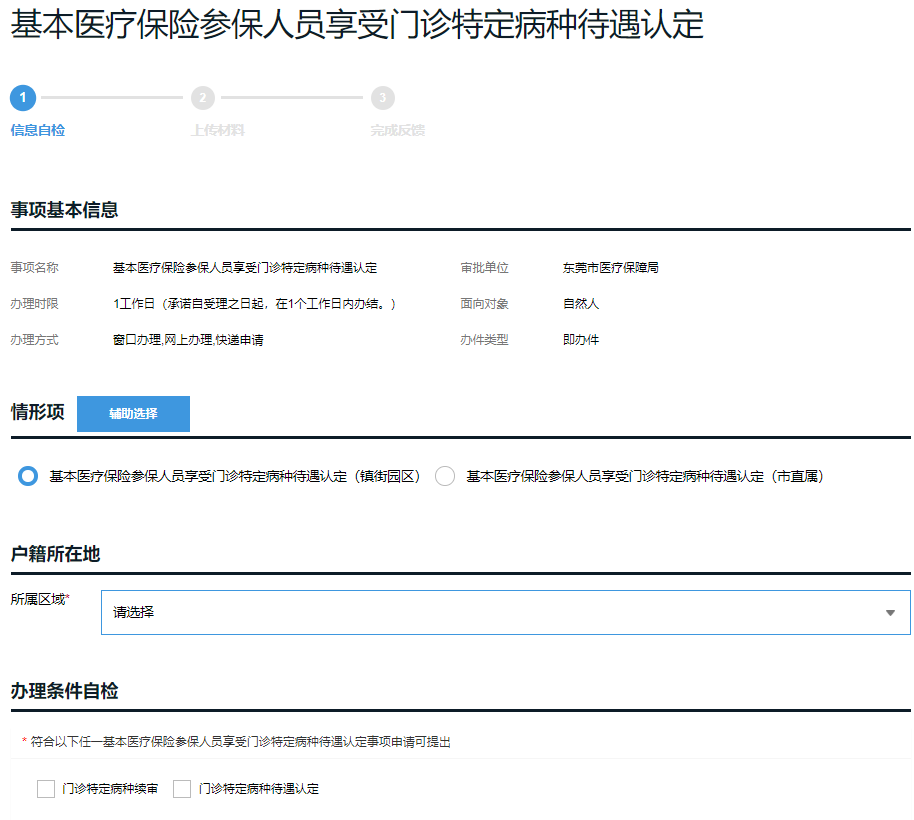 基本医疗保险参保人员享受门诊特定病种待遇认定
1 2 3
信息自检 上传材料 完成反馈
事项基本信息
事项名称 基本医疗保险参保人员享受门诊特定病种待遇认定 审批单位 东莞市医疗保障局
办理时限 1工作日（承诺自受理之日起，在1个工作日内办结。） 面向对象 自然人
办理方式 窗口办理,网上办理,快递申请 办件类型 即办件
情形项 辅助选择
基本医疗保险参保人员享受门诊特定病种待遇认定（镇街园区） 基本医疗保险参保人员享受门诊特定病种待遇认定（市直属）
户籍所在地
所属区域* 请选择
办理条件自检
* 符合以下任一基本医疗保险参保人员享受门诊特定病种待遇认定事项申请可提出
门诊特定病种续审 门诊特定病种待遇认定